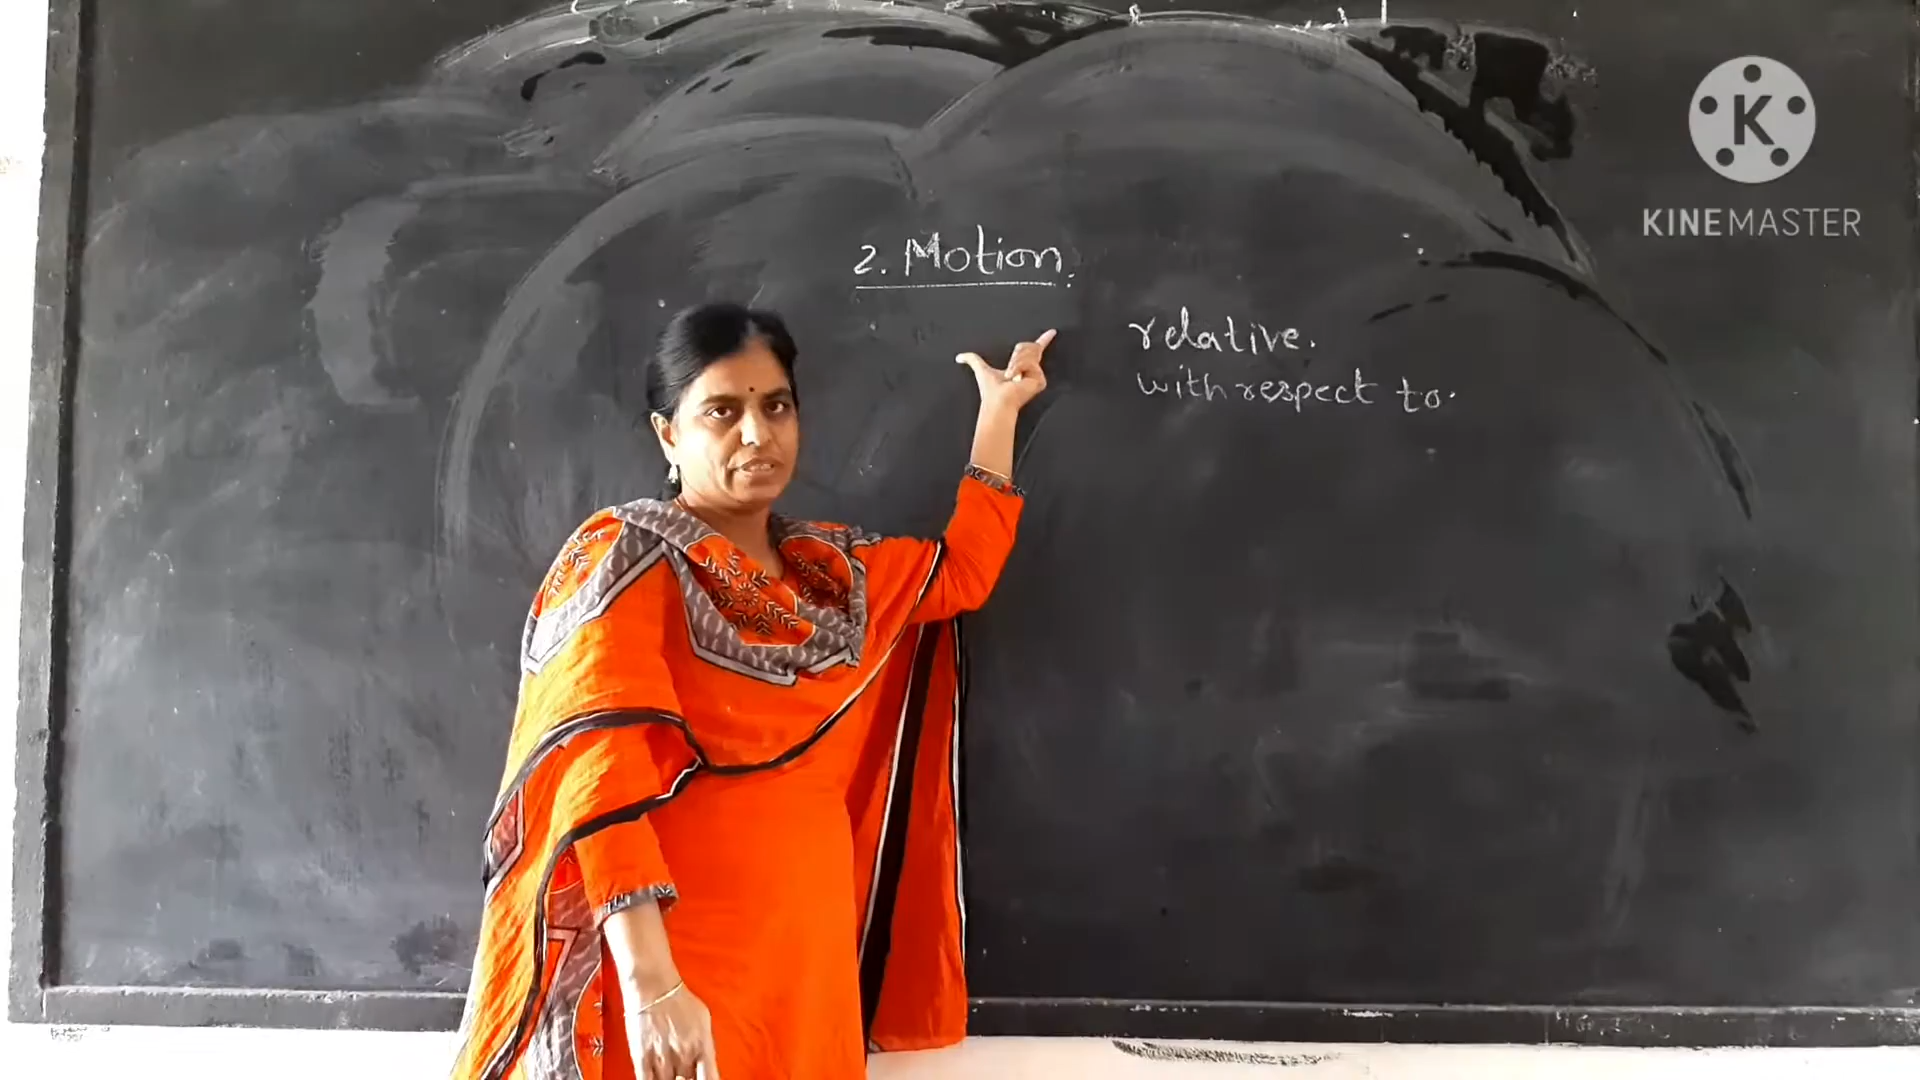 2. Motion.
relative.
with respect to.
K
KINEMASTER